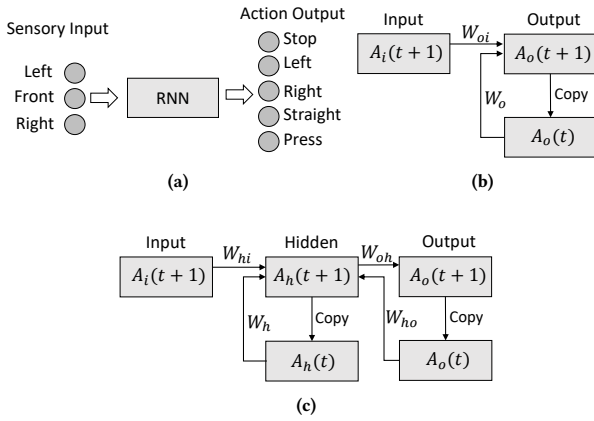 Sensory Input
Left
Front
Right
RNN
Action Output
Stop
Left
Right
Straight
Press
(a)
Input
Output
A_i(t + 1)
W_oi
A_o(t + 1)
W_o
Copy
A_o(t)
(b)
Input
Hidden
Output
A_i(t + 1)
W_hi
A_h(t + 1)
W_oh
A_o(t + 1)
W_h
Copy
W_ho
Copy
A_h(t)
A_o(t)
(c)